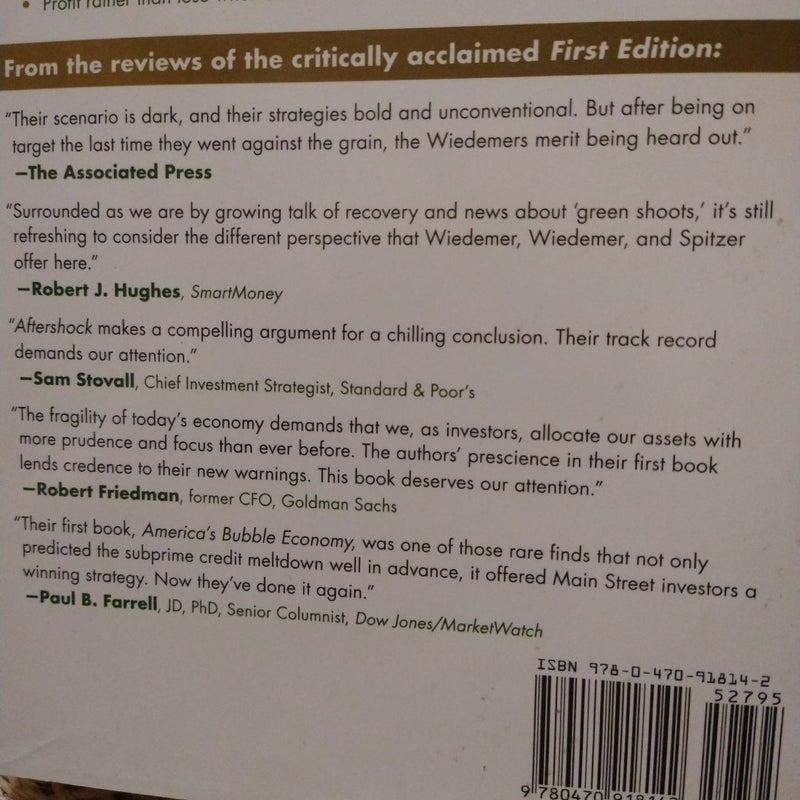 • Profit rather than lose
From the reviews of the critically acclaimed First Edition:
“Their scenario is dark, and their strategies bold and unconventional. But after being on
target the last time they went against the grain, the Wiedemers merit being heard out.”
—The Associated Press
“Surrounded as we are by growing talk of recovery and news about ‘green shoots,’ it’s still
refreshing to consider the different perspective that Wiedemer, Wiedemer, and Spitzer
offer here.”
—Robert J. Hughes, SmartMoney
“Aftershock makes a compelling argument for a chilling conclusion. Their track record
demands our attention.”
—Sam Stovall, Chief Investment Strategist, Standard & Poor’s
“The fragility of today’s economy demands that we, as investors, allocate our assets with
more prudence and focus than ever before. The authors’ prescience in their first book
lends credence to their new warnings. This book deserves our attention.”
—Robert Friedman, former CFO, Goldman Sachs
“Their first book, America’s Bubble Economy, was one of those rare finds that not only
predicted the subprime credit meltdown well in advance, it offered Main Street investors a
winning strategy. Now they’ve done it again.”
—Paul B. Farrell, JD, PhD, Senior Columnist, Dow Jones/MarketWatch
ISBN 978-0-470-91814-2
52795
9 780470 918142